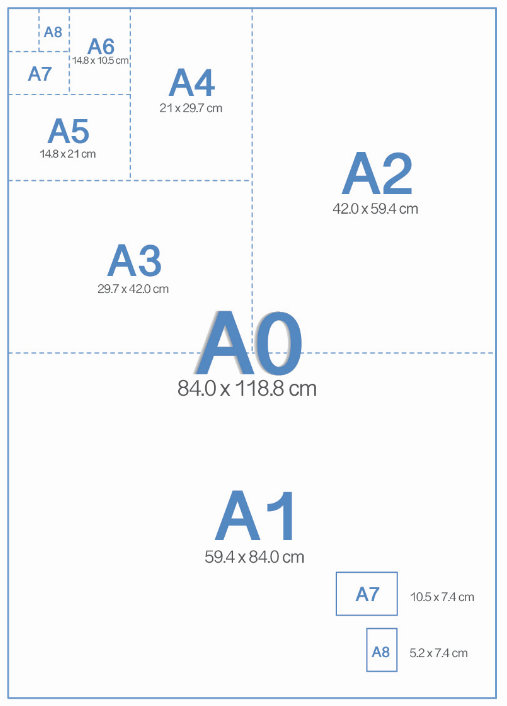 A8
A6
14.8 x 10.5 cm
A7
A4
21 x 29.7 cm
A5
14.8 x 21 cm
A2
42.0 x 59.4 cm
A3
29.7 x 42.0 cm
A0
84.0 x 118.8 cm
A1
59.4 x 84.0 cm
A7 10.5 x 7.4 cm
A8 5.2 x 7.4 cm